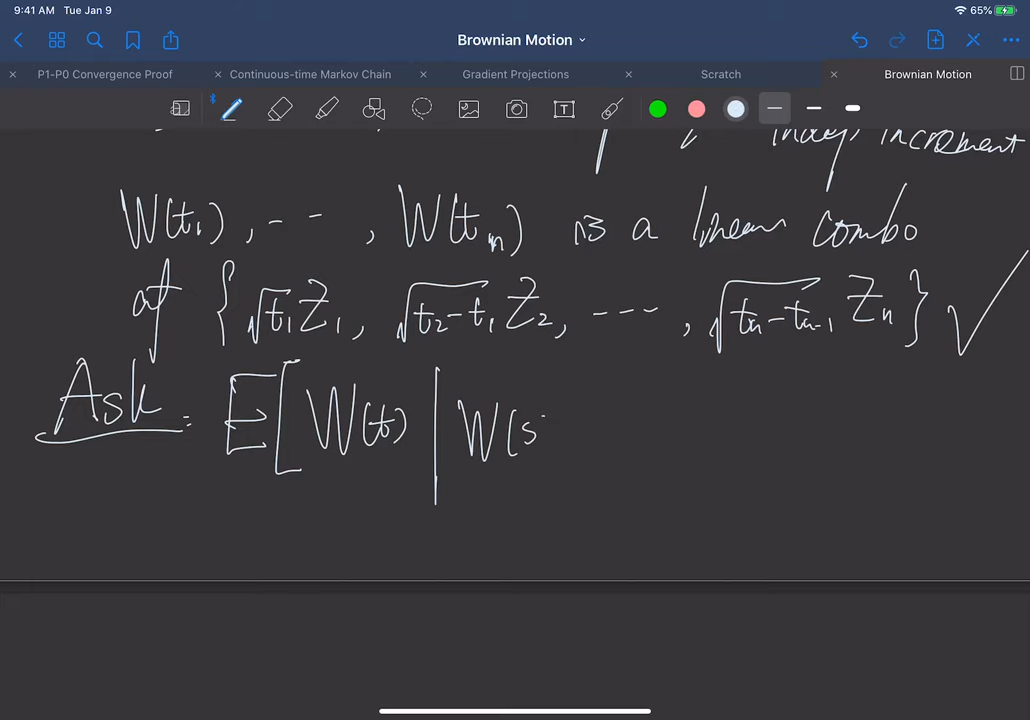 9:41 AM Tue Jan 9 65%
Brownian Motion
P1-P0 Convergence Proof Continuous-time Markov Chain Gradient Projections Scratch Brownian Motion
indep increment
W(t₁), - - , W(tₙ) is a linear combo
of {√t₁ Z₁, √t₂-t₁ Z₂, ---, √tₙ-tₙ₋₁ Zₙ} √
Ask: E[W(t) | W(s